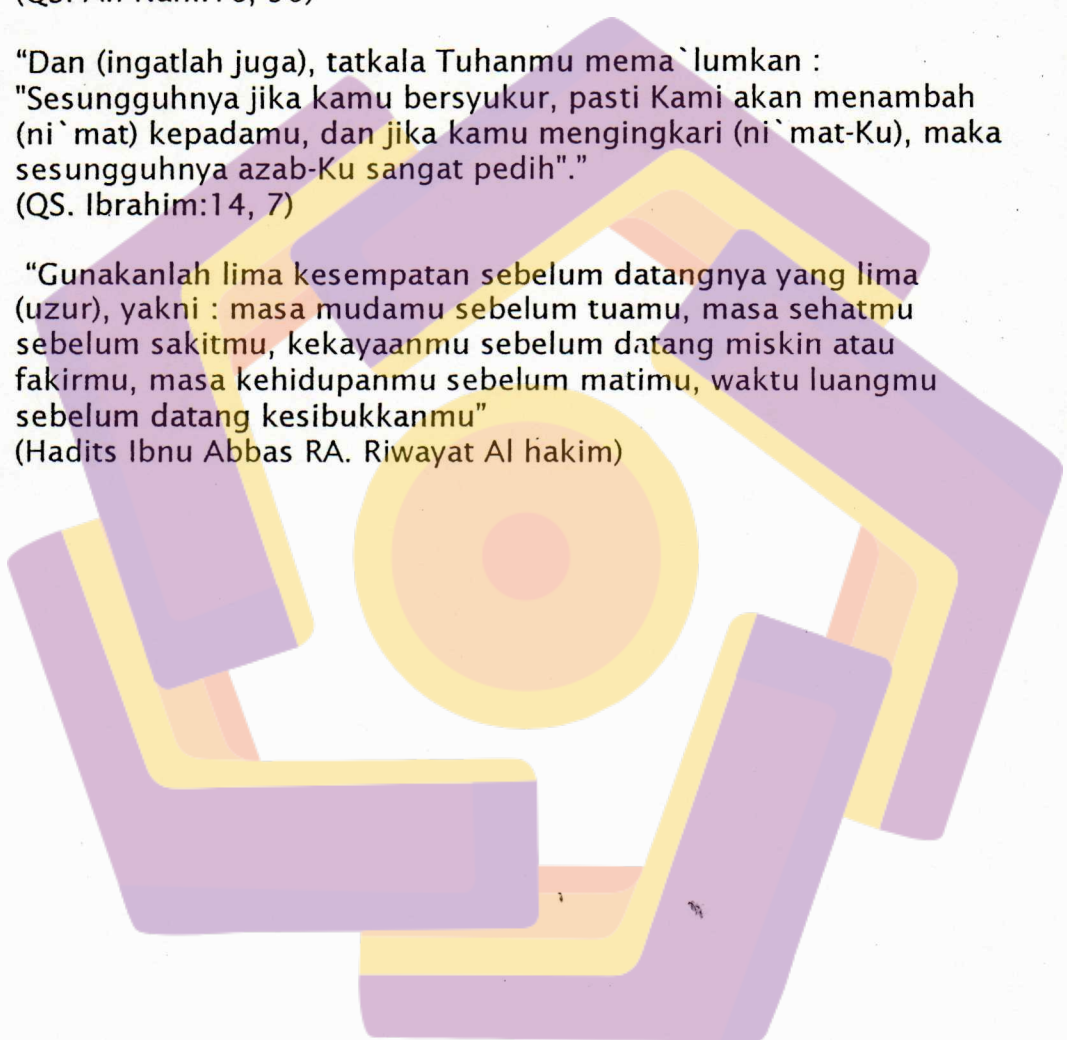 “Dan (ingatlah juga), tatkala Tuhanmu mema`lumkan :
"Sesungguhnya jika kamu bersyukur, pasti Kami akan menambah
(ni`mat) kepadamu, dan jika kamu mengingkari (ni`mat-Ku), maka
sesungguhnya azab-Ku sangat pedih".”
(QS. Ibrahim:14, 7)
“Gunakanlah lima kesempatan sebelum datangnya yang lima
(uzur), yakni : masa mudamu sebelum tuamu, masa sehatmu
sebelum sakitmu, kekayaanmu sebelum datang miskin atau
fakirmu, masa kehidupanmu sebelum matimu, waktu luangmu
sebelum datang kesibukkanmu"
(Hadits Ibnu Abbas RA. Riwayat Al hakim)